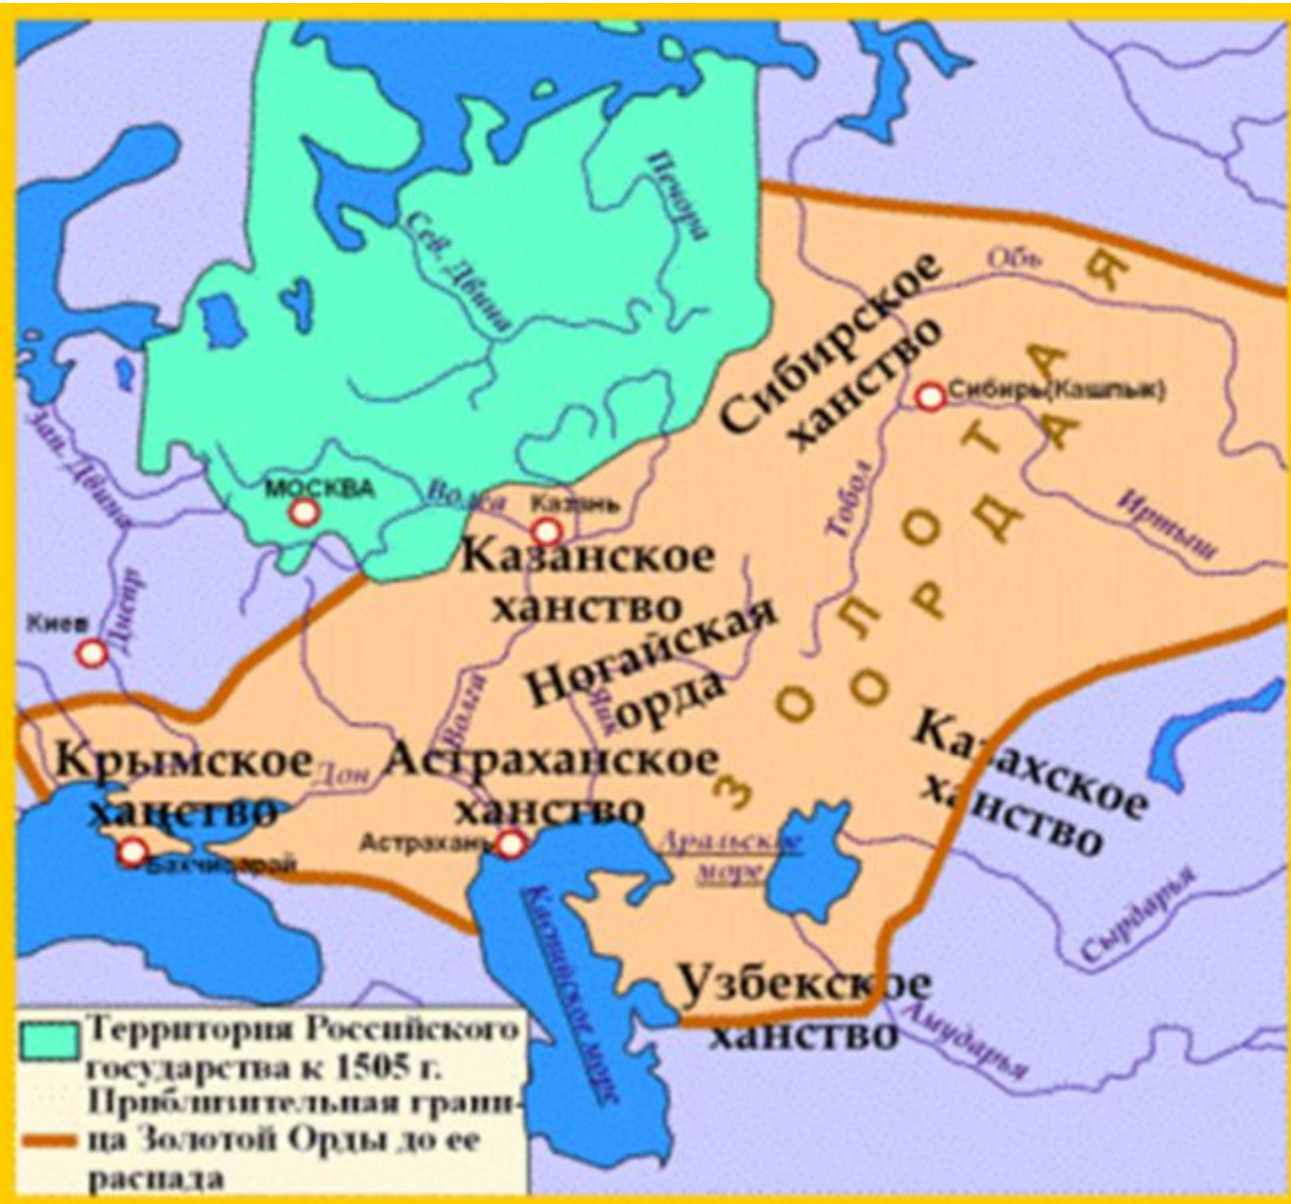 Печора
Сев. Двина
Обь
Сибирское
ханство
Сибирь(Кашлык)
Зап. Двина
МОСКВА
Волга
Казань
Казанское
ханство
Тобол
Иртыш
ЗОЛОТАЯ
ОРДА
Киев
Днепр
Ногайская
орда
Яик
Волга
Крымское
ханство
Дон
Астраханское
ханство
Казахское
ханство
Астрахань
Бахчисарай
Аральское
море
Каспийское море
Сырдарья
Узбекское
ханство
Амударья
Территория Российского
государства к 1505 г.
Приблизительная грани-
ца Золотой Орды до ее
распада